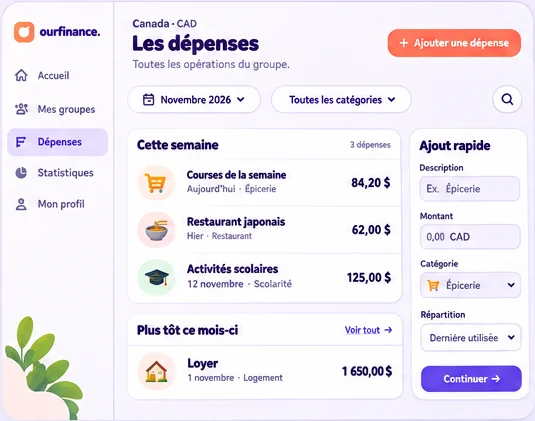 ourfinance.
Accueil
Mes groupes
Dépenses
Statistiques
Mon profil
Canada · CAD
Les dépenses
Toutes les opérations du groupe.
+ Ajouter une dépense
Novembre 2026
Toutes les catégories
Cette semaine
3 dépenses
Courses de la semaine
Aujourd'hui · Épicerie
84,20 $
Restaurant japonais
Hier · Restaurant
62,00 $
Activités scolaires
12 novembre · Scolarité
125,00 $
Plus tôt ce mois-ci
Voir tout →
Loyer
1 novembre · Logement
1 650,00 $
Ajout rapide
Description
Ex. Épicerie
Montant
0,00 CAD
Catégorie
Épicerie
Répartition
Dernière utilisée
Continuer →